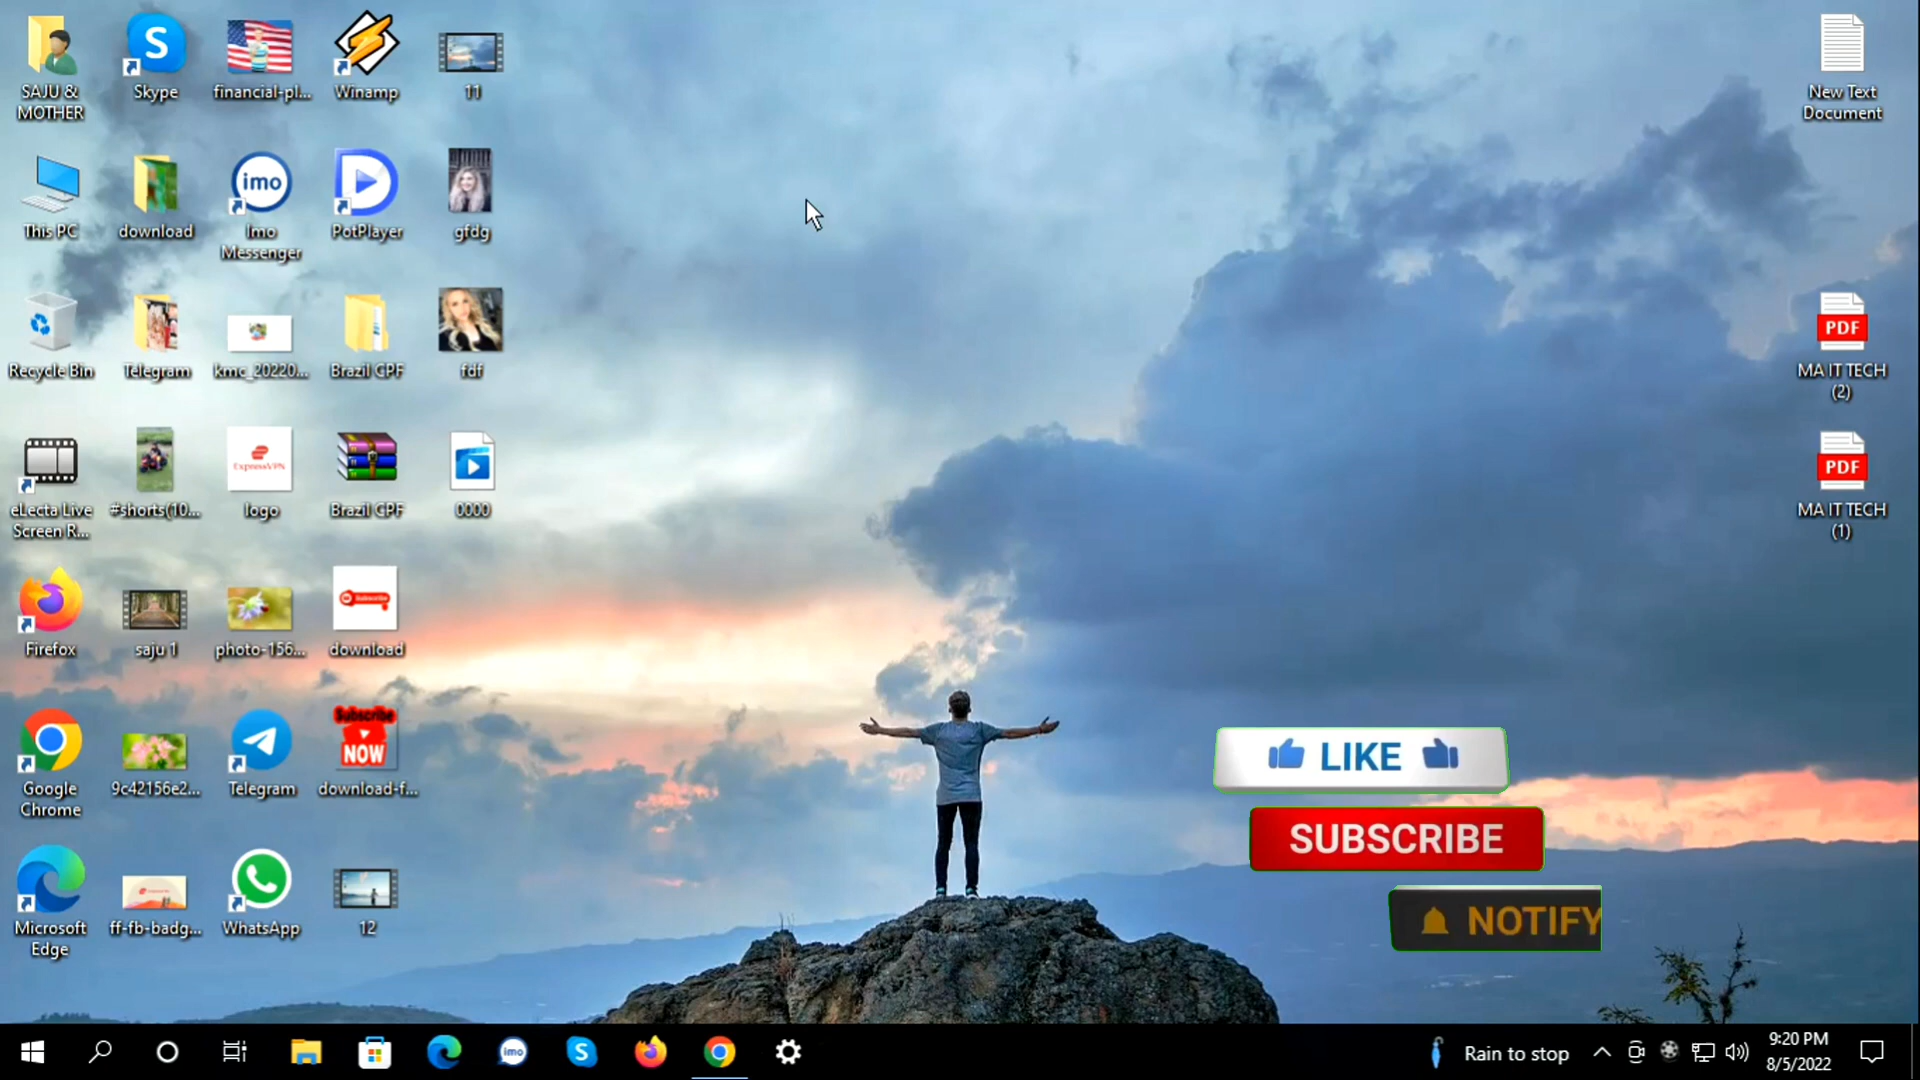 SAJU &
MOTHER
Skype
financial-pl...
Winamp
11
New Text
Document
This PC
download
imo
Imo
Messenger
PotPlayer
gfdg
Recycle Bin
Telegram
kmc_20220...
Brazil CPF
fdf
PDF
MA IT TECH
(2)
eLecta Live
Screen R...
#shorts(10...
ExpressVPN
logo
Brazil CPF
0000
PDF
MA IT TECH
(1)
Firefox
saju 1
photo-156...
Subscribe
download
Google
Chrome
9c42156e2...
Telegram
Subscribe
NOW
download-f...
LIKE
SUBSCRIBE
NOTIFY
Microsoft
Edge
ff-fb-badg...
WhatsApp
12
imo
Rain to stop
9:20 PM
8/5/2022